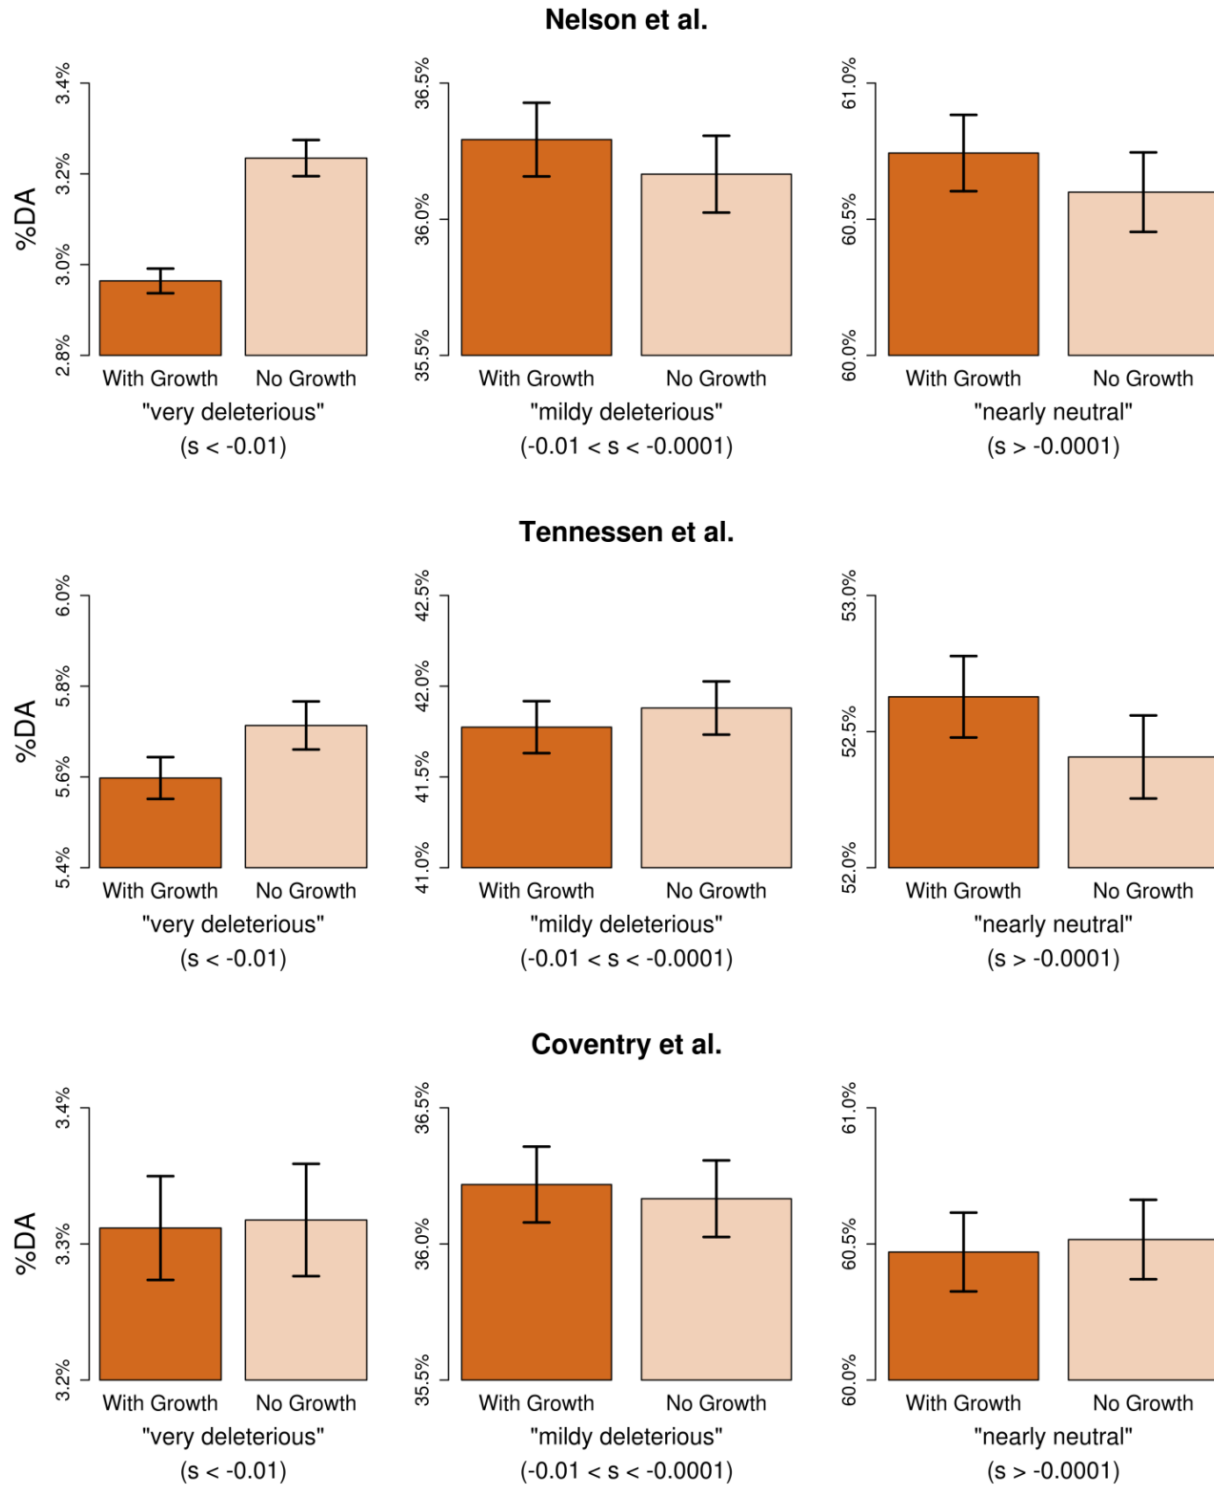 Nelson et al.
%DA
2.8% 3.0% 3.2% 3.4%
35.5% 36.0% 36.5%
60.0% 60.5% 61.0%
With Growth No Growth With Growth No Growth With Growth No Growth
"very deleterious" "mildy deleterious" "nearly neutral"
(s < -0.01) (-0.01 < s < -0.0001) (s > -0.0001)
Tennessen et al.
%DA
5.4% 5.6% 5.8% 6.0%
41.0% 41.5% 42.0% 42.5%
52.0% 52.5% 53.0%
With Growth No Growth With Growth No Growth With Growth No Growth
"very deleterious" "mildy deleterious" "nearly neutral"
(s < -0.01) (-0.01 < s < -0.0001) (s > -0.0001)
Coventry et al.
%DA
3.2% 3.3% 3.4%
35.5% 36.0% 36.5%
60.0% 60.5% 61.0%
With Growth No Growth With Growth No Growth With Growth No Growth
"very deleterious" "mildy deleterious" "nearly neutral"
(s < -0.01) (-0.01 < s < -0.0001) (s > -0.0001)